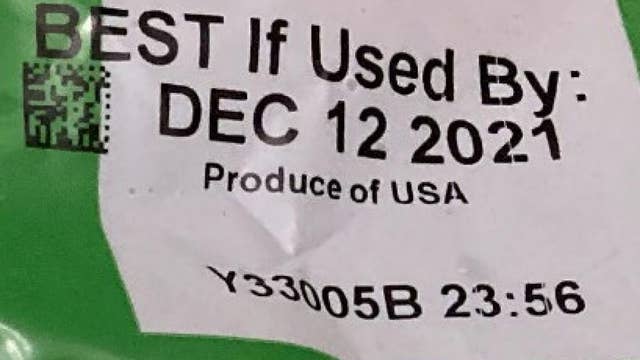 BEST If Used By:
DEC 12 2021
Produce of USA
Y33005B 23:56